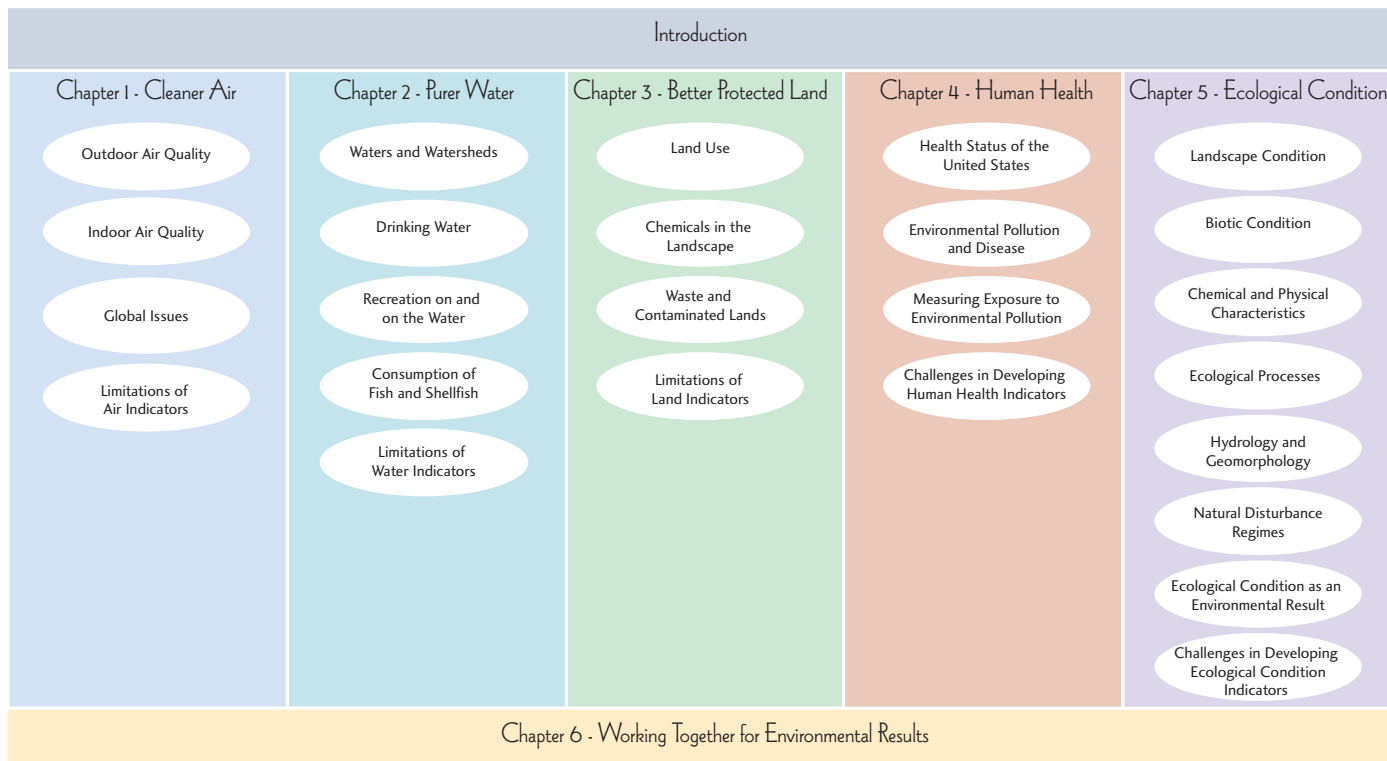 Introduction
Chapter 1 - Cleaner Air
Outdoor Air Quality
Indoor Air Quality
Global Issues
Limitations of
Air Indicators
Chapter 2 - Purer Water
Waters and Watersheds
Drinking Water
Recreation on and
on the Water
Consumption of
Fish and Shellfish
Limitations of
Water Indicators
Chapter 3 - Better Protected Land
Land Use
Chemicals in the
Landscape
Waste and
Contaminated Lands
Limitations of
Land Indicators
Chapter 4 - Human Health
Health Status of the
United States
Environmental Pollution
and Disease
Measuring Exposure to
Environmental Pollution
Challenges in Developing
Human Health Indicators
Chapter 5 - Ecological Condition
Landscape Condition
Biotic Condition
Chemical and Physical
Characteristics
Ecological Processes
Hydrology and
Geomorphology
Natural Disturbance
Regimes
Ecological Condition as an
Environmental Result
Challenges in Developing
Ecological Condition
Indicators
Chapter 6 - Working Together for Environmental Results